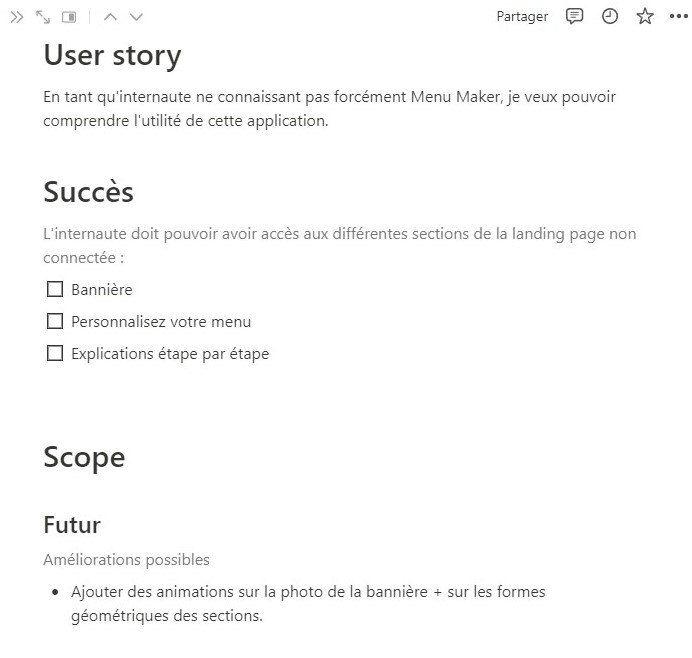 Partager
User story
En tant qu'internaute ne connaissant pas forcément Menu Maker, je veux pouvoir
comprendre l'utilité de cette application.
Succès
L'internaute doit pouvoir avoir accès aux différentes sections de la landing page non
connectée :
Bannière
Personnalisez votre menu
Explications étape par étape
Scope
Futur
Améliorations possibles
• Ajouter des animations sur la photo de la bannière + sur les formes
géométriques des sections.